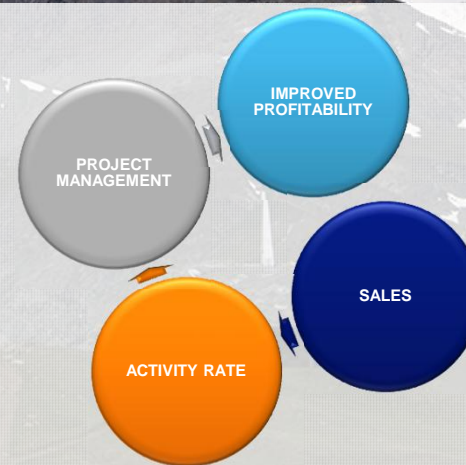 IMPROVED
PROFITABILITY
PROJECT
MANAGEMENT
SALES
ACTIVITY RATE